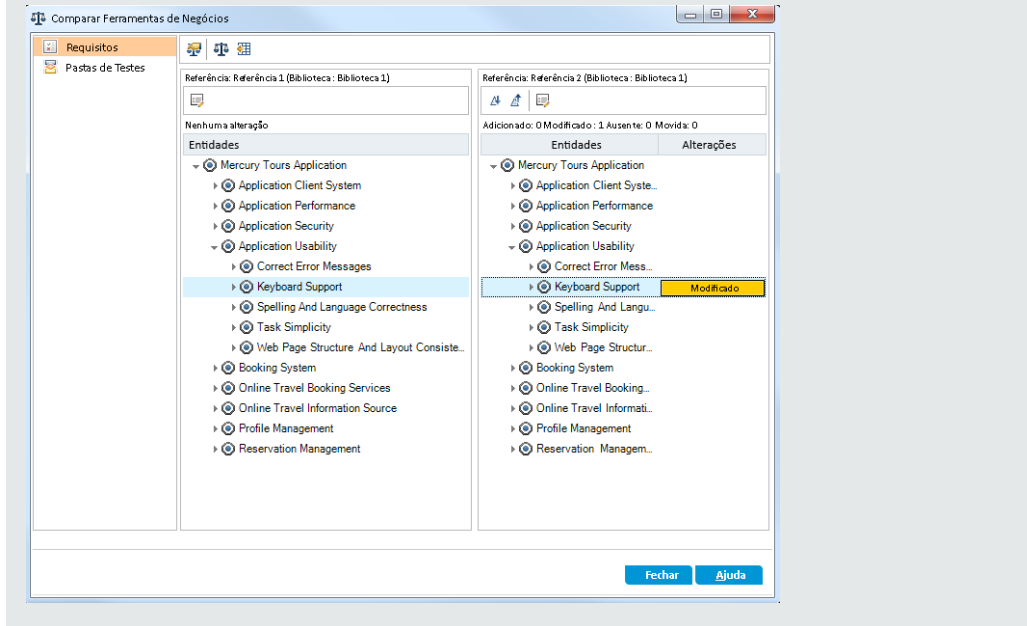 Comparar Ferramentas de Negócios
Requisitos
Pastas de Testes
Referência: Referência 1 (Biblioteca : Biblioteca 1)
Nenhuma alteração
Entidades
Mercury Tours Application
Application Client System
Application Performance
Application Security
Application Usability
Correct Error Messages
Keyboard Support
Spelling And Language Correctness
Task Simplicity
Web Page Structure And Layout Consiste...
Booking System
Online Travel Booking Services
Online Travel Information Source
Profile Management
Reservation Management
Referência: Referência 2 (Biblioteca : Biblioteca 1)
Adicionado: 0 Modificado : 1 Ausente: 0 Movida: 0
Entidades Alterações
Mercury Tours Application
Application Client Syste...
Application Performance
Application Security
Application Usability
Correct Error Mess...
Keyboard Support Modificado
Spelling And Langu...
Task Simplicity
Web Page Structur...
Booking System
Online Travel Booking...
Online Travel Informati...
Profile Management
Reservation Managem...
Fechar Ajuda